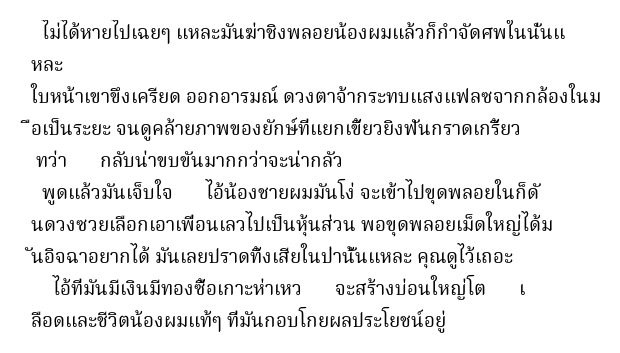 ไม่ได้หายไปเฉยๆ แหละมันฆ่าชิงพลอยน้องผมแล้วก็กำจัดศพในนั้นแ
หละ
ใบหน้าเขาขึงเครียด ออกอารมณ์ ดวงตาจ้ากระทบแสงแฟลซจากกล้องในม
ือเป็นระยะ จนดูคล้ายภาพของยักษ์ที่แยกเขี้ยวยิงฟันกราดเกรี้ยว
ทว่า กลับน่าขบขันมากกว่าจะน่ากลัว
พูดแล้วมันเจ็บใจ ไอ้น้องชายผมมันโง่ จะเข้าไปขุดพลอยในก็ดั
นดวงซวยเลือกเอาเพื่อนเลวไปเป็นหุ้นส่วน พอขุดพลอยเม็ดใหญ่ได้ม
ันอิจฉาอยากได้ มันเลยปราดทิ้งเสียในปานั้นแหละ คุณดูไว้เถอะ
ไอ้ที่มันมีเงินมีทองซื้อเกาะห่าเหว จะสร้างบ่อนใหญ่โต เ
ลือดและชีวิตน้องผมแท้ๆ ที่มันกอบโกยผลประโยชน์อยู่